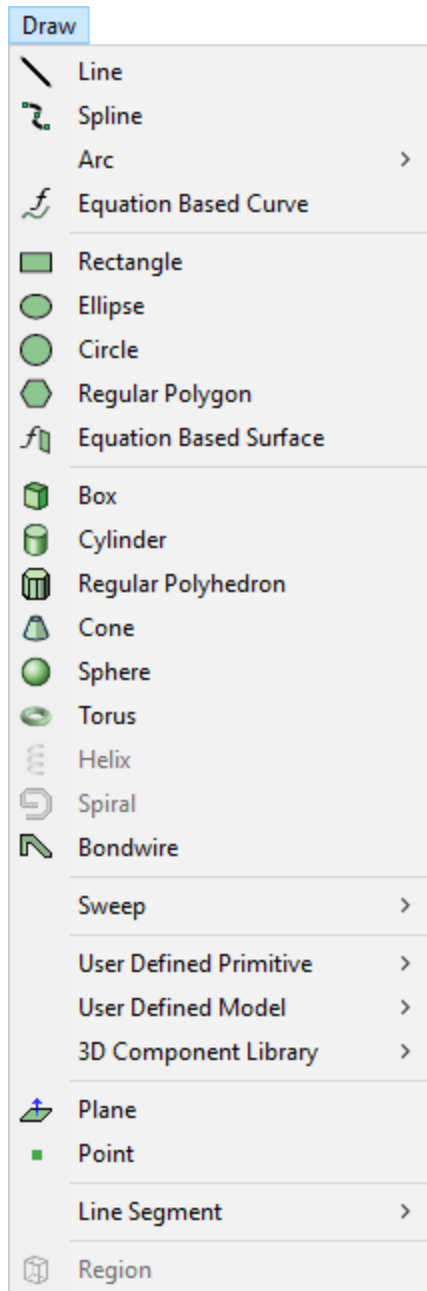 Draw
Line
Spline
Arc
Equation Based Curve
Rectangle
Ellipse
Circle
Regular Polygon
Equation Based Surface
Box
Cylinder
Regular Polyhedron
Cone
Sphere
Torus
Helix
Spiral
Bondwire
Sweep
User Defined Primitive
User Defined Model
3D Component Library
Plane
Point
Line Segment
Region